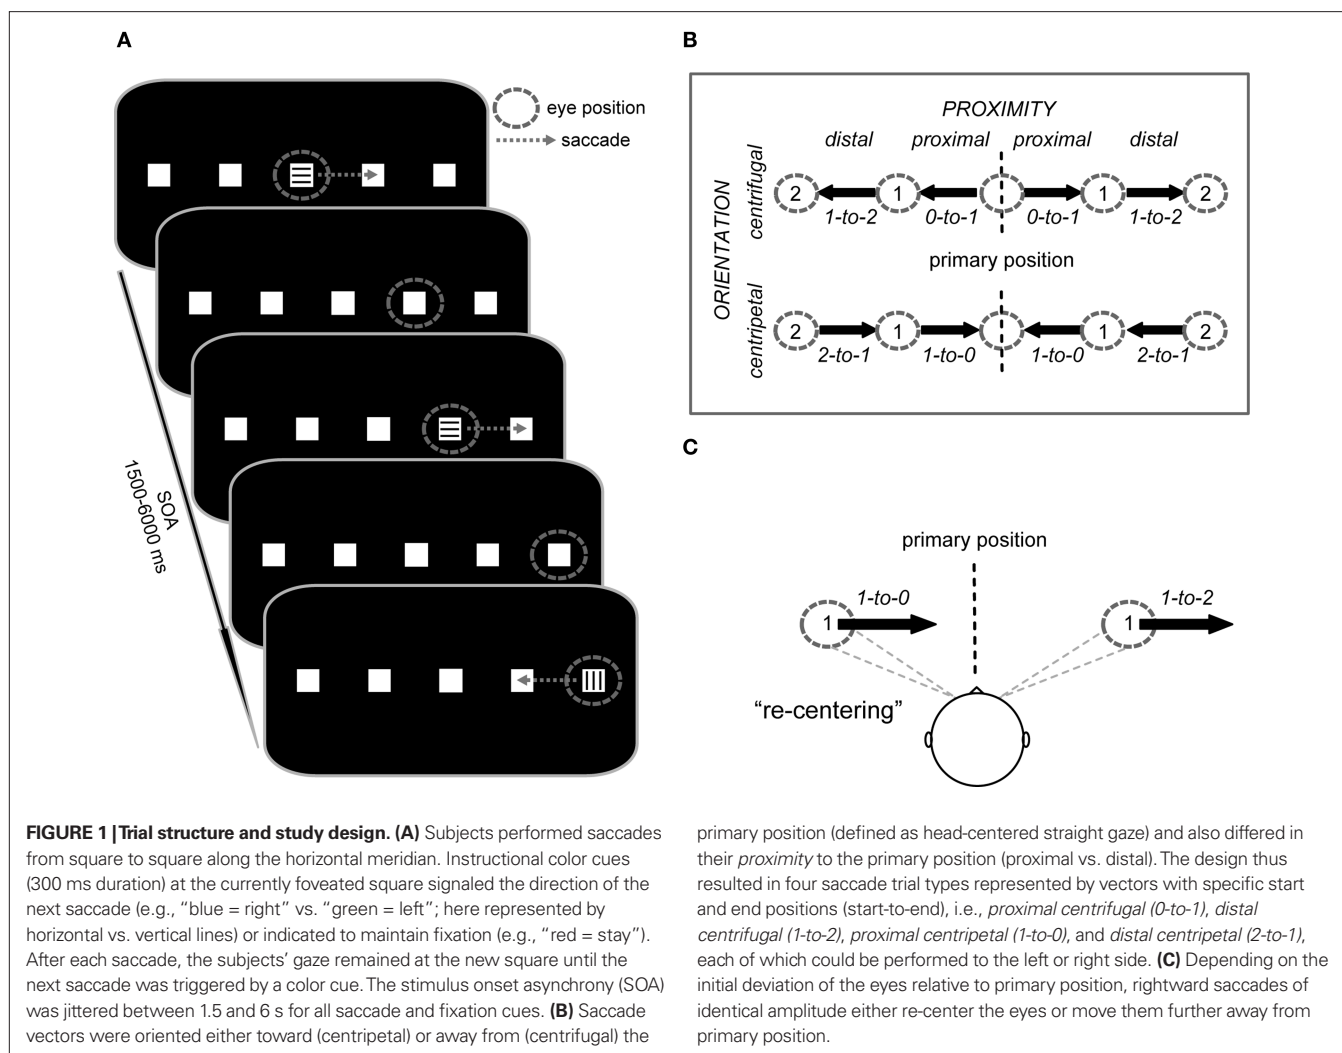 A
eye position
saccade
SOA
1500-6000 ms
B
PROXIMITY
distal proximal proximal distal
ORIENTATION
centrifugal
2 1 1 2
1-to-2 0-to-1 0-to-1 1-to-2
primary position
centripetal
2 1 1 2
2-to-1 1-to-0 1-to-0 2-to-1
C
primary position
1-to-0 1-to-2
1 1
“re-centering”
FIGURE 1 | Trial structure and study design. (A) Subjects performed saccades
from square to square along the horizontal meridian. Instructional color cues
(300 ms duration) at the currently foveated square signaled the direction of the
next saccade (e.g., “blue = right” vs. “green = left”; here represented by
horizontal vs. vertical lines) or indicated to maintain fixation (e.g., “red = stay”).
After each saccade, the subjects’ gaze remained at the new square until the
next saccade was triggered by a color cue. The stimulus onset asynchrony (SOA)
was jittered between 1.5 and 6 s for all saccade and fixation cues. (B) Saccade
vectors were oriented either toward (centripetal) or away from (centrifugal) the
primary position (defined as head-centered straight gaze) and also differed in
their proximity to the primary position (proximal vs. distal). The design thus
resulted in four saccade trial types represented by vectors with specific start
and end positions (start-to-end), i.e., proximal centrifugal (0-to-1), distal
centrifugal (1-to-2), proximal centripetal (1-to-0), and distal centripetal (2-to-1),
each of which could be performed to the left or right side. (C) Depending on the
initial deviation of the eyes relative to primary position, rightward saccades of
identical amplitude either re-center the eyes or move them further away from
primary position.